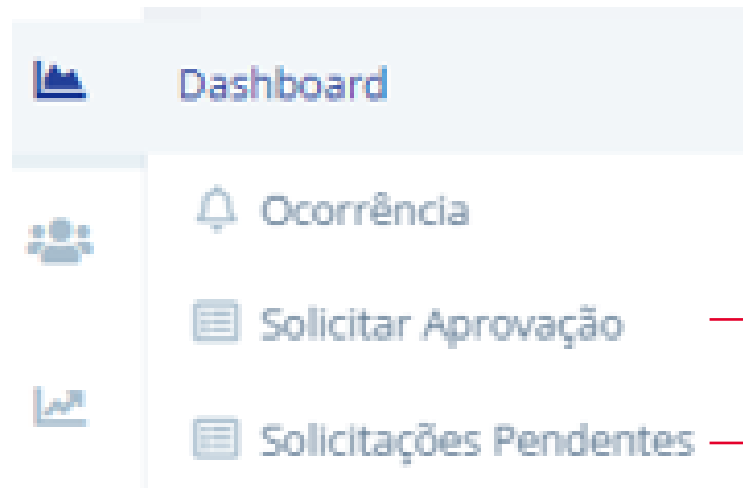 Dashboard
Ocorrência
Solicitar Aprovação
Solicitações Pendentes